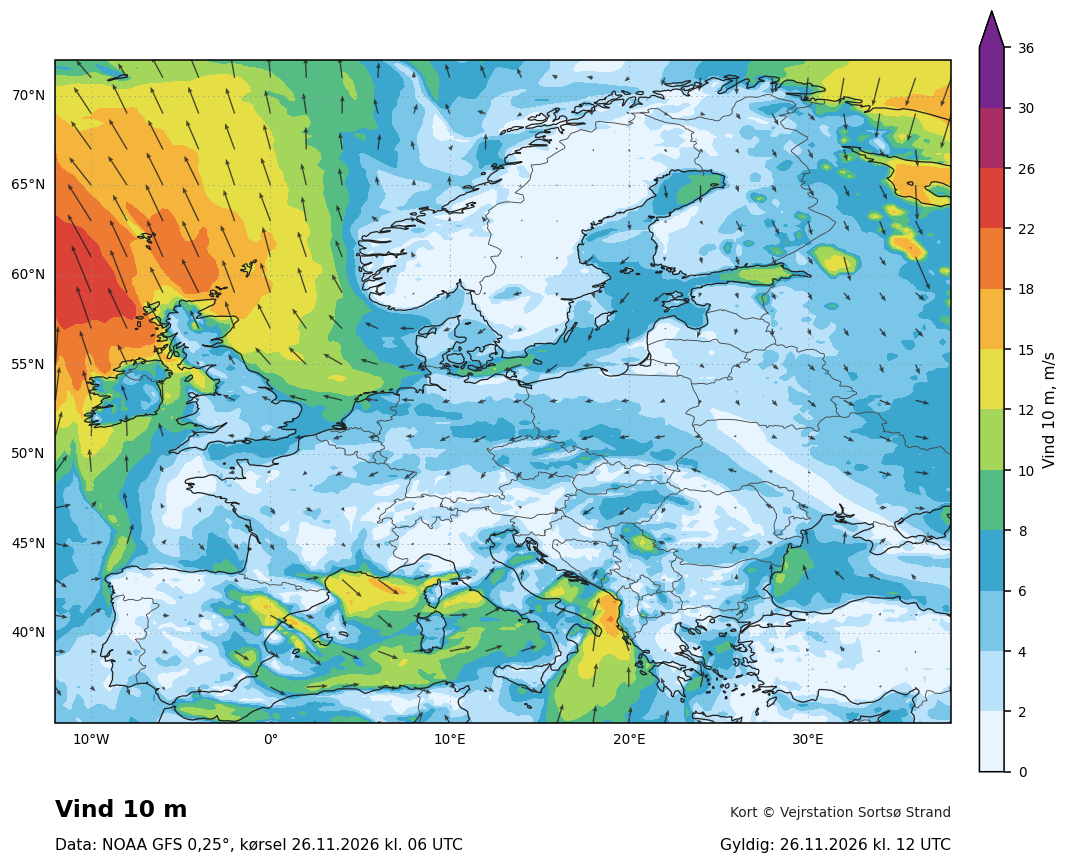 70°N
65°N
60°N
55°N
50°N
45°N
40°N
10°W
0°
10°E
20°E
30°E
36
30
26
22
18
15
12
10
8
6
4
2
0
Vind 10 m, m/s
Vind 10 m
Kort © Vejrstation Sortsø Strand
Data: NOAA GFS 0,25°, kørsel 26.11.2026 kl. 06 UTC
Gyldig: 26.11.2026 kl. 12 UTC